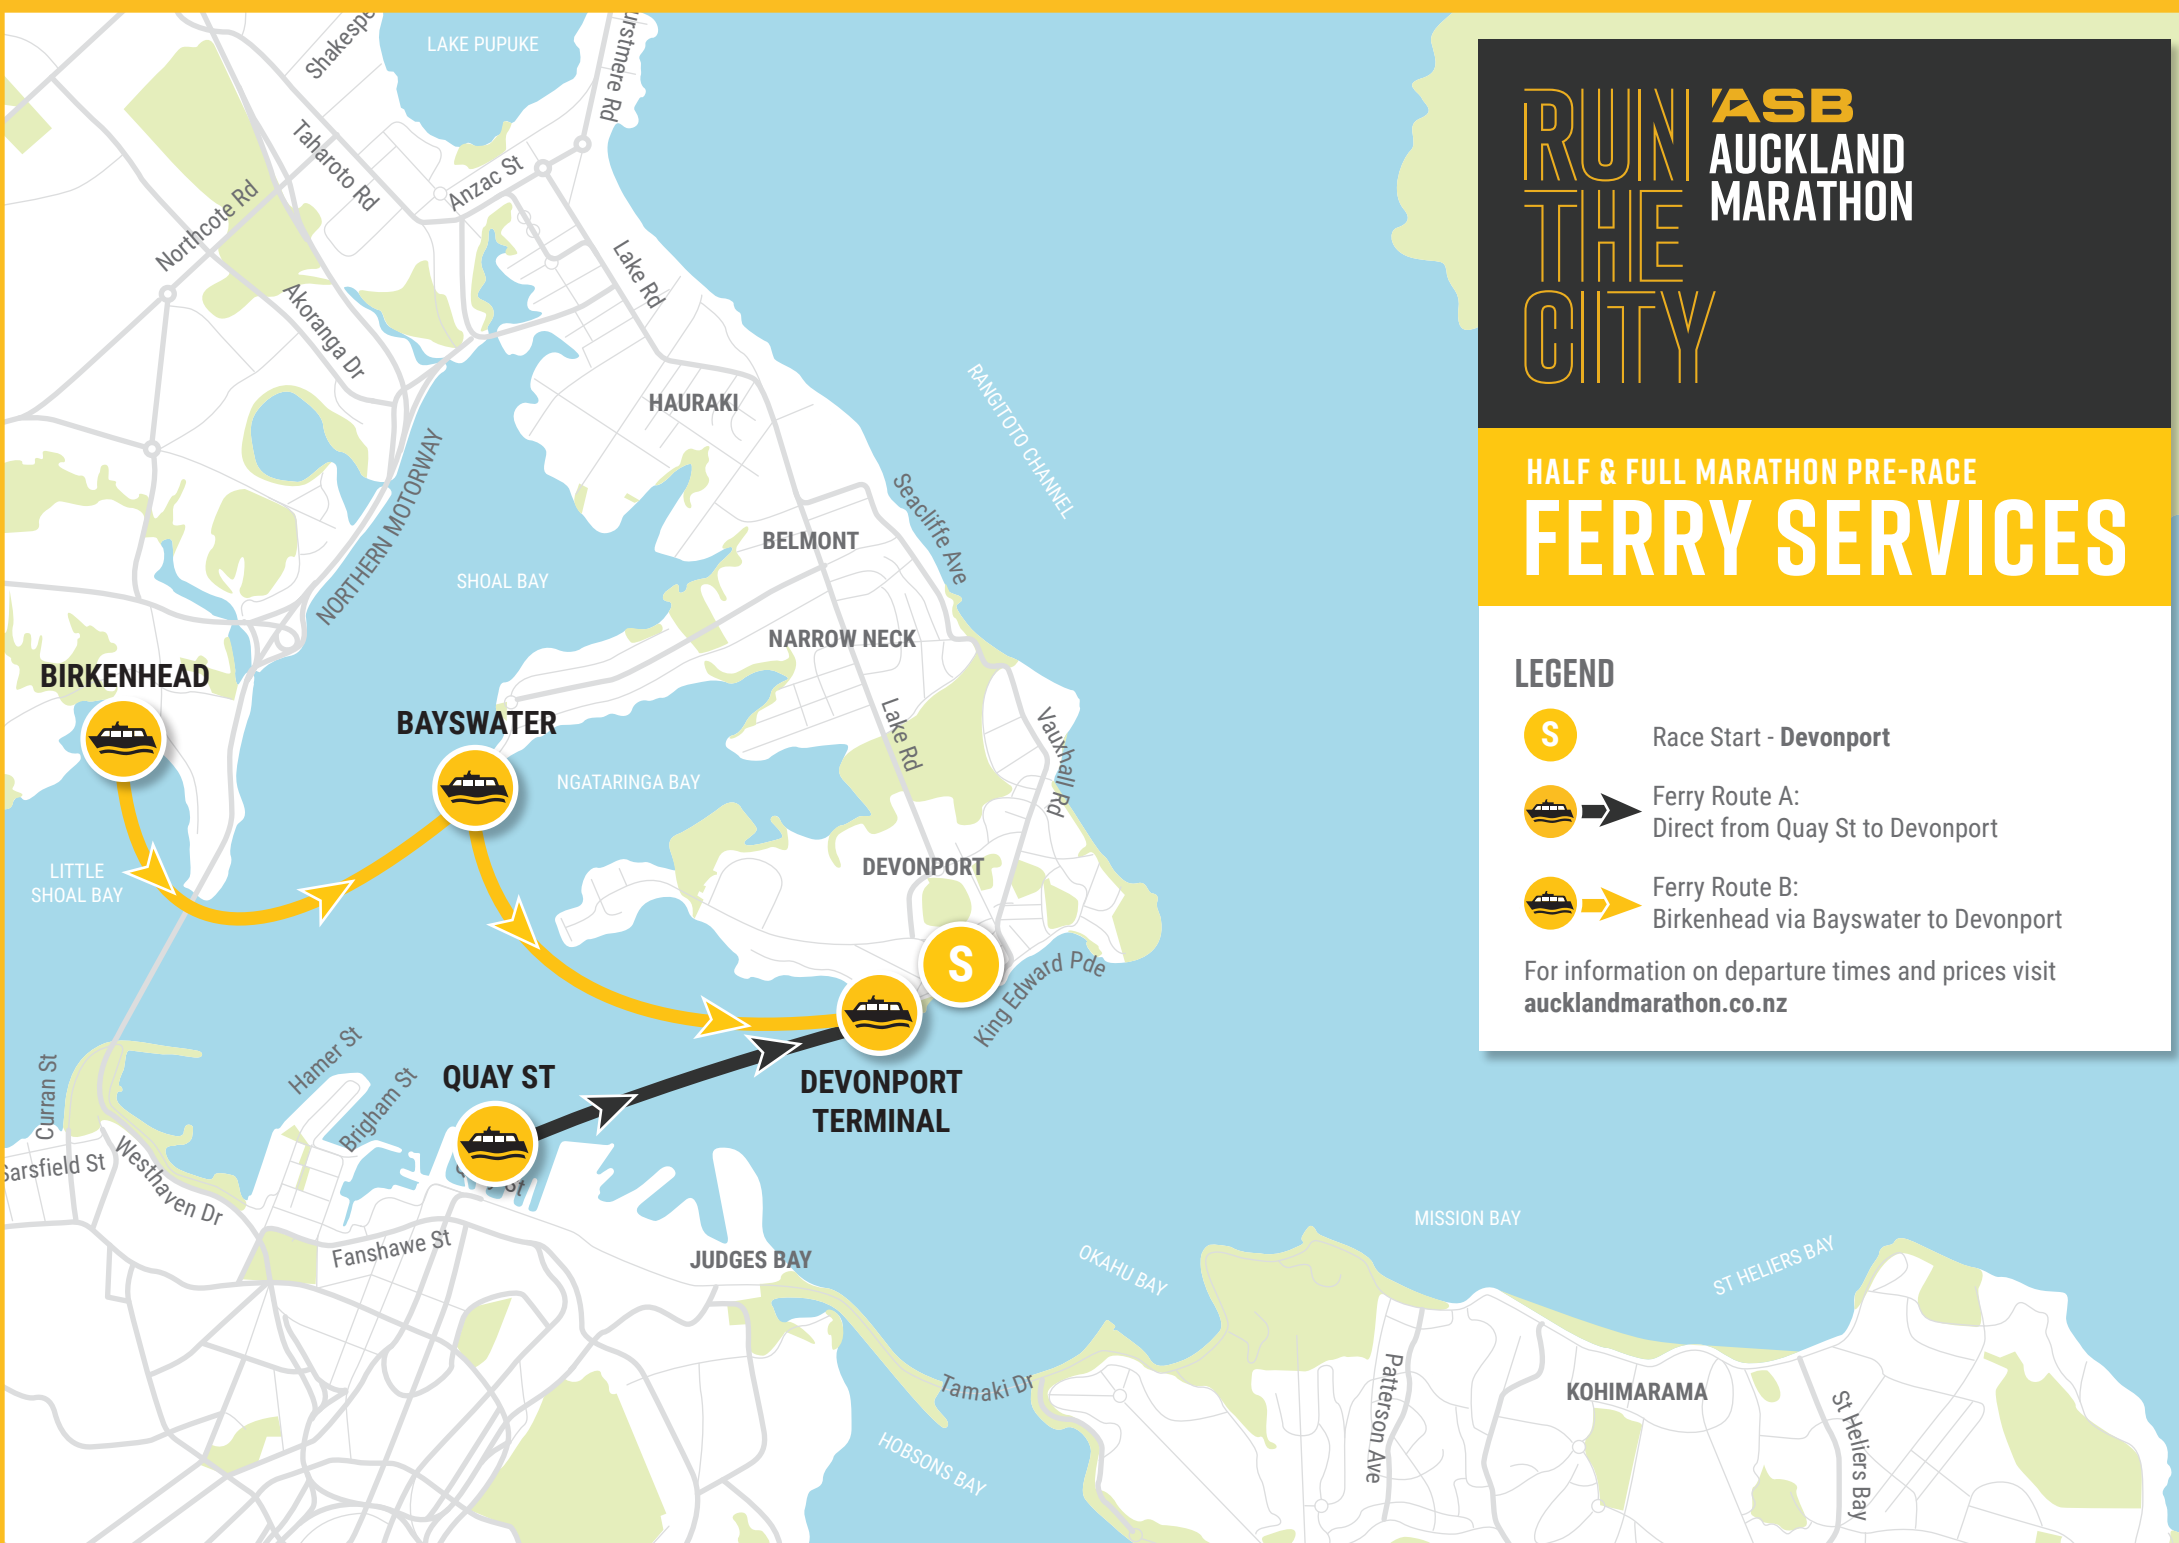 LAKE PUPUKE
Taharoto Rd
Anzac St
Northcote Rd
Akoranga Dr
Lake Rd
HAURAKI
RANGITOTO CHANNEL
NORTHERN MOTORWAY
Seacliffe Ave
BELMONT
SHOAL BAY
NARROW NECK
BIRKENHEAD
BAYSWATER
Lake Rd
Vauxhall Rd
NGATARINGA BAY
LITTLE
SHOAL BAY
DEVONPORT
S
King Edward Pde
Curran St
Hamer St
Brigham St
QUAY ST
DEVONPORT
TERMINAL
Sarsfield St
Westhaven Dr
St
Fanshawe St
JUDGES BAY
OKAHU BAY
MISSION BAY
ST HELIERS BAY
Tamaki Dr
HOBSONS BAY
Patterson Ave
KOHIMARAMA
St Heliers Bay
RUN
THE
CITY
ASB
AUCKLAND
MARATHON
HALF & FULL MARATHON PRE-RACE
FERRY SERVICES
LEGEND
S
Race Start - Devonport
Ferry Route A:
Direct from Quay St to Devonport
Ferry Route B:
Birkenhead via Bayswater to Devonport
For information on departure times and prices visit
aucklandmarathon.co.nz